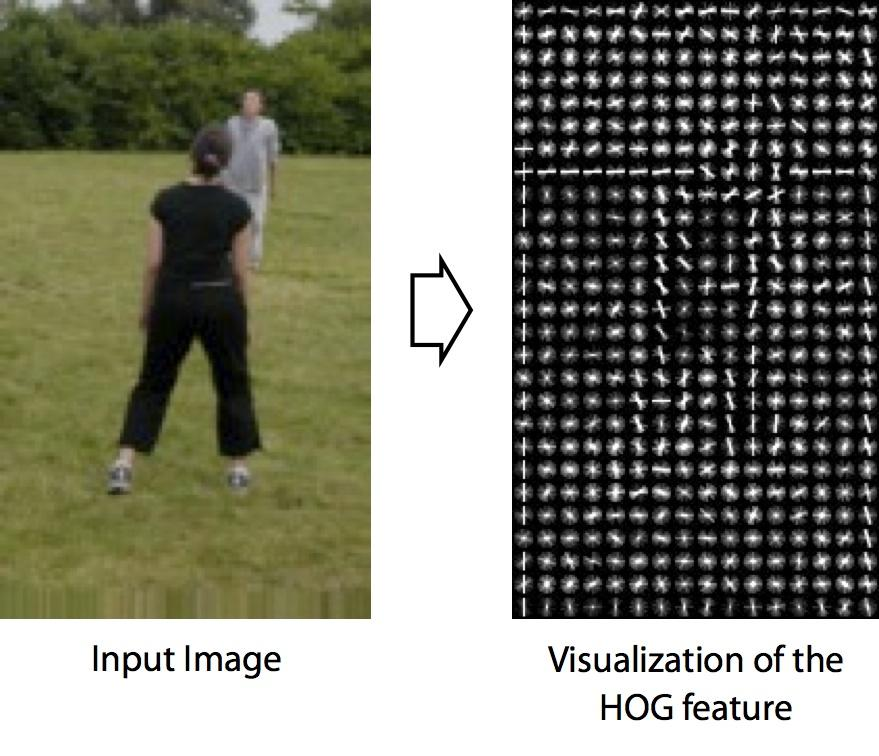 Input Image
Visualization of the
HOG feature